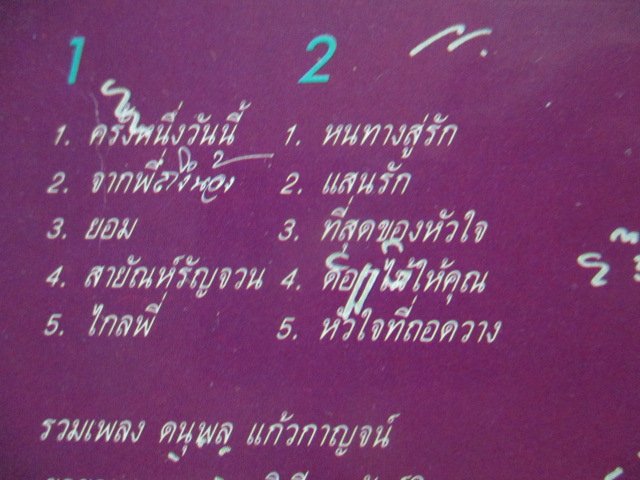 1
1. ครั้งหนึ่งวันนี้
2. จากพี่ถึงน้อง
3. ยอม
4. สายัณห์รัญจวน
5. ไกลพี่
2
1. หนทางสู่รัก
2. แสนรัก
3. ที่สุดของหัวใจ
4. ดอกไม้ให้คุณ
5. หัวใจที่ถอดวาง
รวมเพลง ดนุพล แก้วกาญจน์